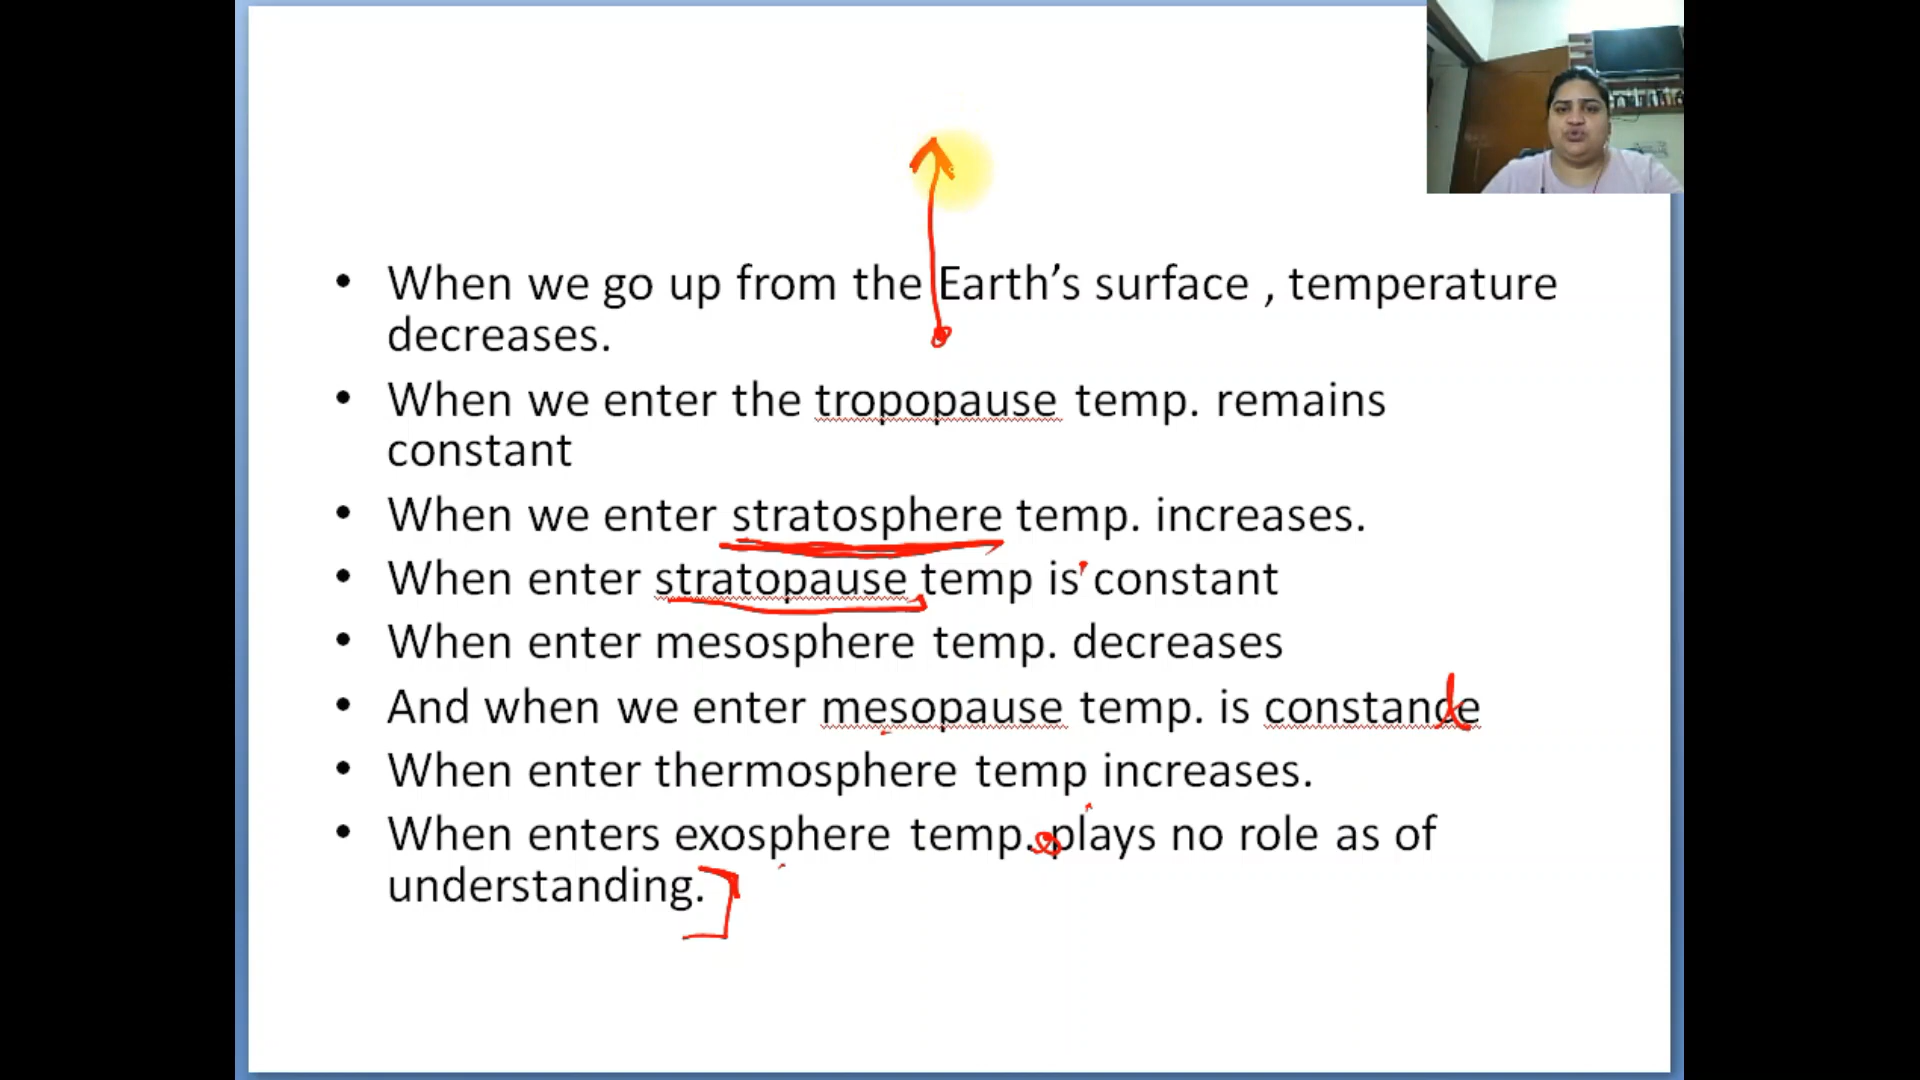 • When we go up from the Earth's surface , temperature
decreases.
• When we enter the tropopause temp. remains
constant
• When we enter stratosphere temp. increases.
• When enter stratopause temp is constant
• When enter mesosphere temp. decreases
• And when we enter mesopause temp. is constance
• When enter thermosphere temp increases.
• When enters exosphere temp. plays no role as of
understanding.